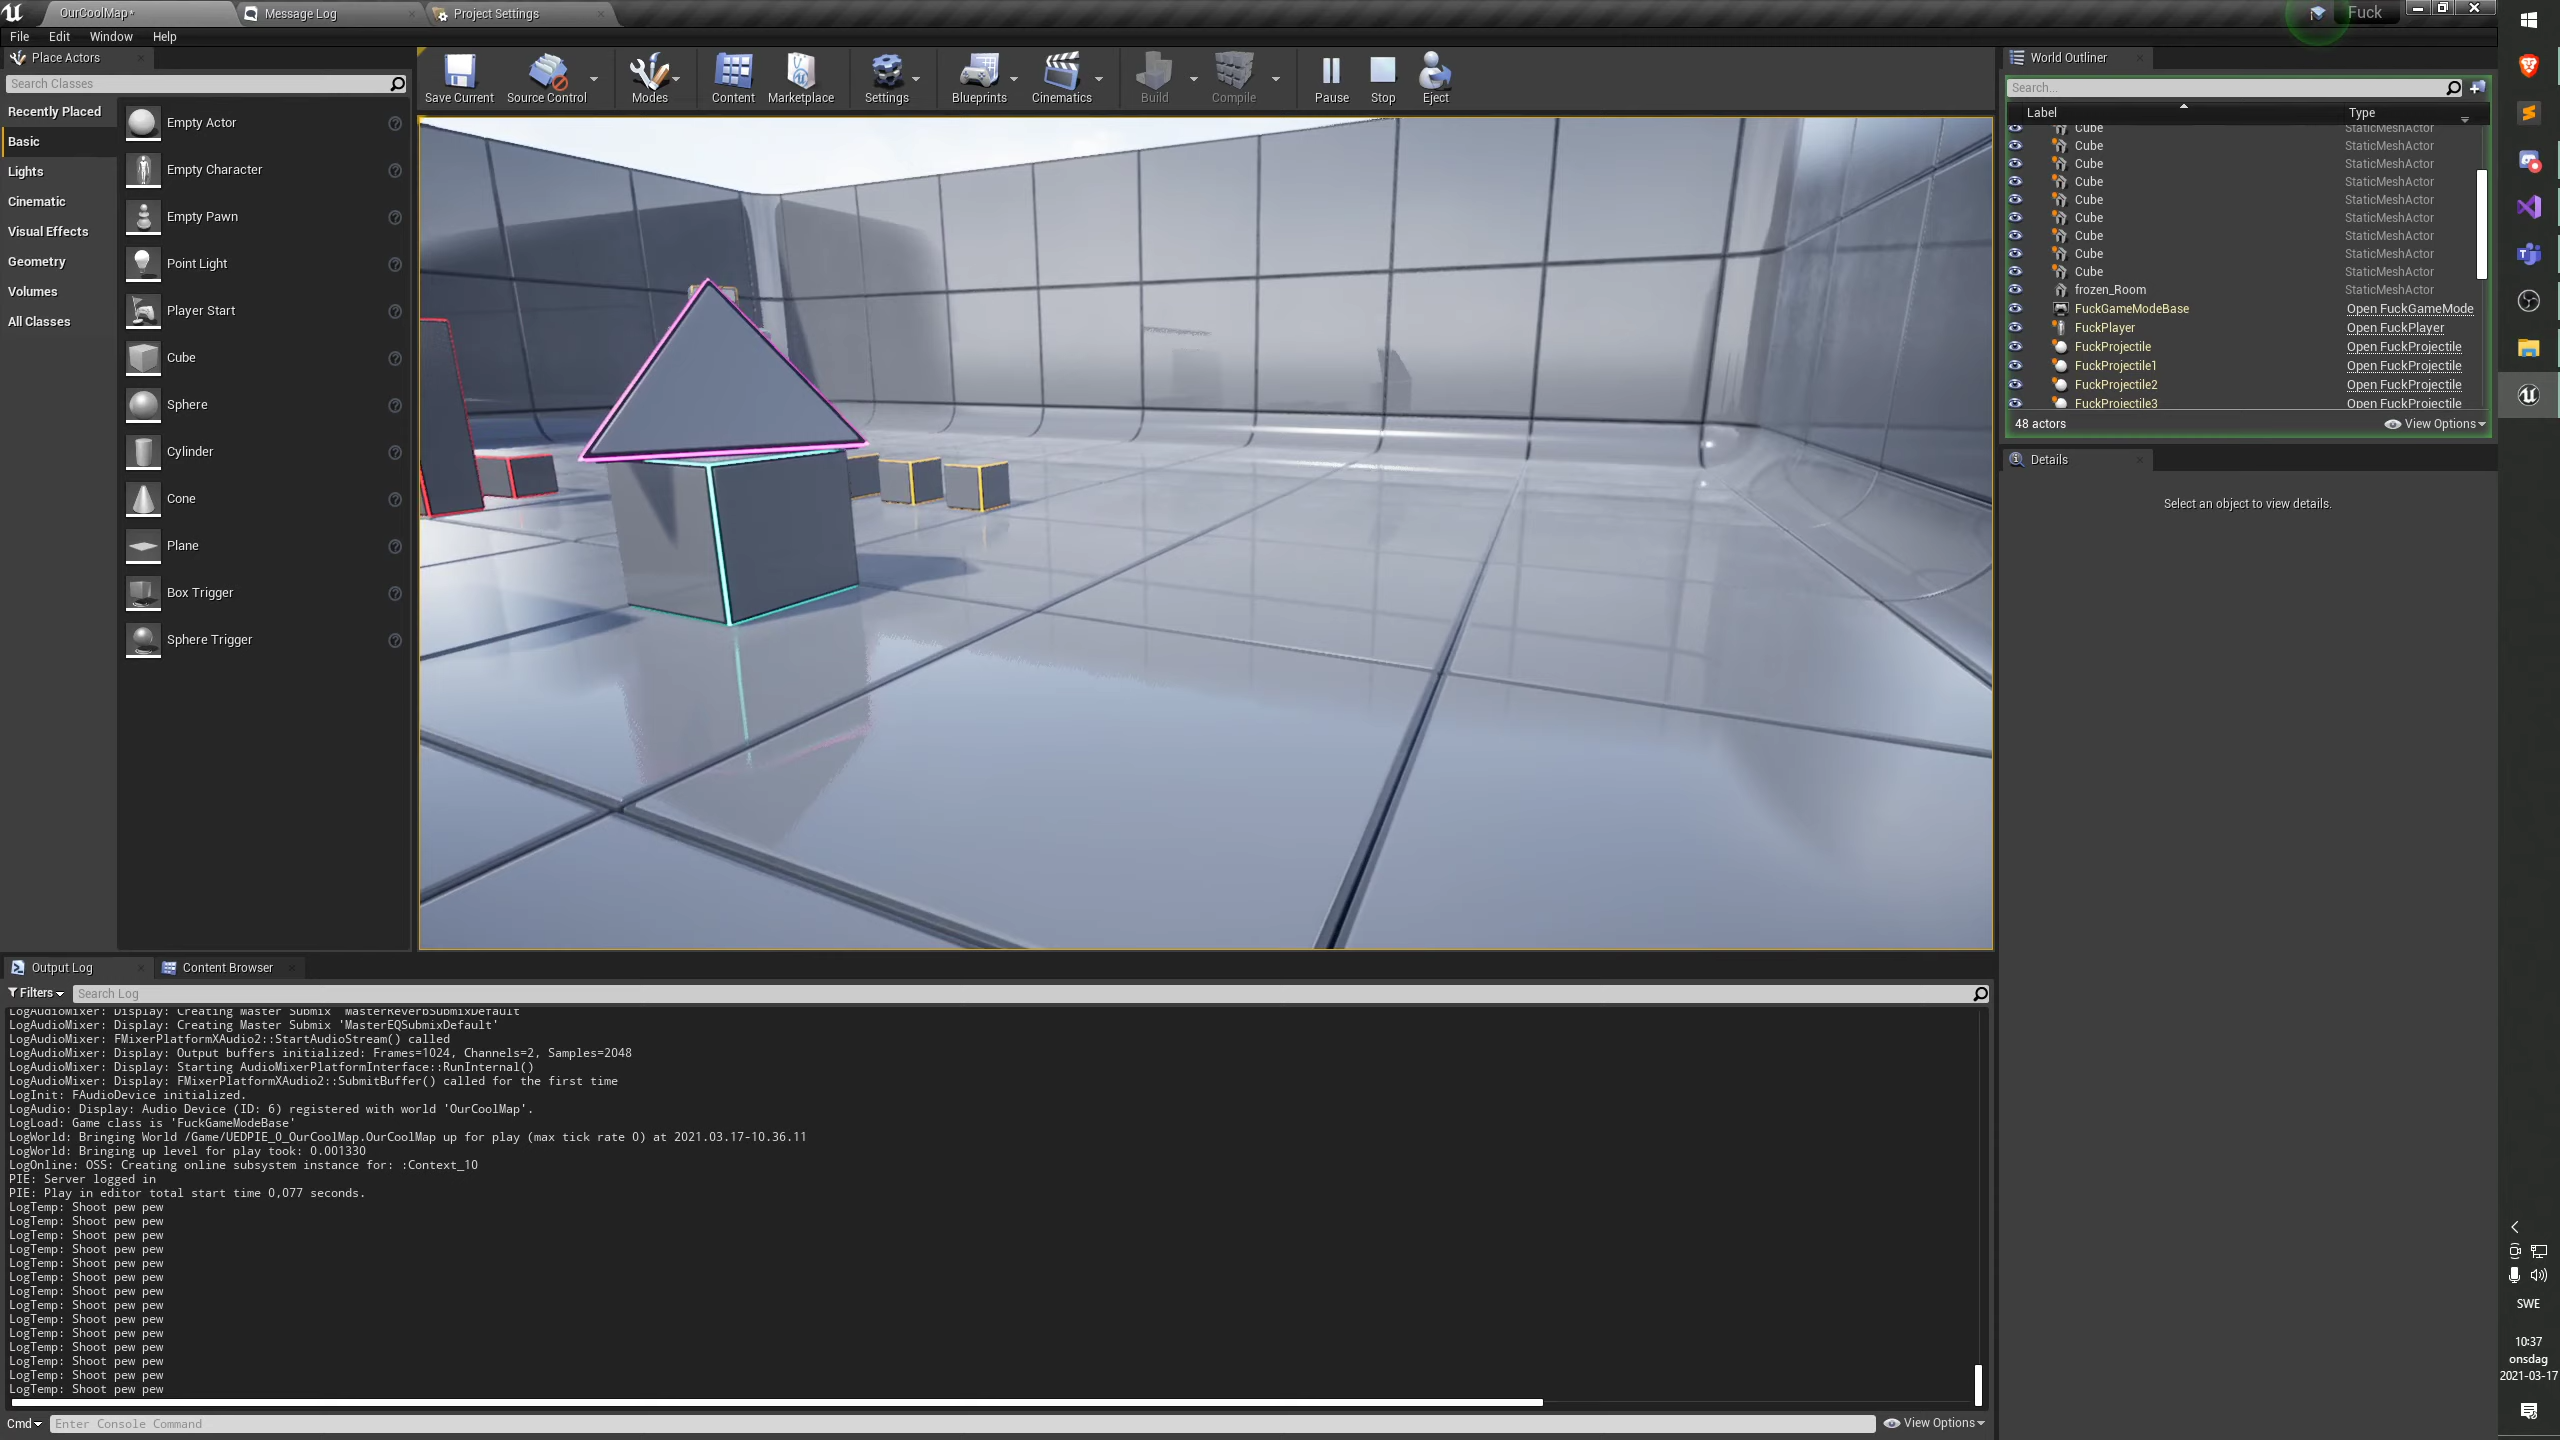 OurCoolMap*
Message Log
Project Settings
Fuck
File Edit Window Help
Place Actors
Search Classes
Recently Placed
Basic
Lights
Cinematic
Visual Effects
Geometry
Volumes
All Classes
Empty Actor
Empty Character
Empty Pawn
Point Light
Player Start
Cube
Sphere
Cylinder
Cone
Plane
Box Trigger
Sphere Trigger
Save Current
Source Control
Modes
Content
Marketplace
Settings
Blueprints
Cinematics
Build
Compile
Pause
Stop
Eject
World Outliner
Search...
Label Type
Cube StaticMeshActor
Cube StaticMeshActor
Cube StaticMeshActor
Cube StaticMeshActor
Cube StaticMeshActor
Cube StaticMeshActor
Cube StaticMeshActor
Cube StaticMeshActor
Cube StaticMeshActor
frozen_Room StaticMeshActor
FuckGameModeBase Open FuckGameMode
FuckPlayer Open FuckPlayer
FuckProjectile Open FuckProjectile
FuckProjectile1 Open FuckProjectile
FuckProjectile2 Open FuckProjectile
FuckProjectile3 Open FuckProjectile
48 actors View Options
Details
Select an object to view details.
Output Log
Content Browser
Filters
Search Log
LogAudioMixer: Display: Creating Master Submix 'MasterReverbSubmixDefault'
LogAudioMixer: Display: Creating Master Submix 'MasterEQSubmixDefault'
LogAudioMixer: FMixerPlatformXAudio2::StartAudioStream() called
LogAudioMixer: Display: Output buffers initialized: Frames=1024, Channels=2, Samples=2048
LogAudioMixer: Display: Starting AudioMixerPlatformInterface::RunInternal()
LogAudioMixer: Display: FMixerPlatformXAudio2::SubmitBuffer() called for the first time
LogInit: FAudioDevice initialized.
LogAudio: Display: Audio Device (ID: 6) registered with world 'OurCoolMap'.
LogLoad: Game class is 'FuckGameModeBase'
LogWorld: Bringing World /Game/UEDPIE_0_OurCoolMap.OurCoolMap up for play (max tick rate 0) at 2021.03.17-10.36.11
LogWorld: Bringing up level for play took: 0.001330
LogOnline: OSS: Creating online subsystem instance for: :Context_10
PIE: Server logged in
PIE: Play in editor total start time 0,077 seconds.
LogTemp: Shoot pew pew
LogTemp: Shoot pew pew
LogTemp: Shoot pew pew
LogTemp: Shoot pew pew
LogTemp: Shoot pew pew
LogTemp: Shoot pew pew
LogTemp: Shoot pew pew
LogTemp: Shoot pew pew
LogTemp: Shoot pew pew
LogTemp: Shoot pew pew
LogTemp: Shoot pew pew
LogTemp: Shoot pew pew
LogTemp: Shoot pew pew
LogTemp: Shoot pew pew
Cmd
Enter Console Command
View Options
SWE
10:37
onsdag
2021-03-17